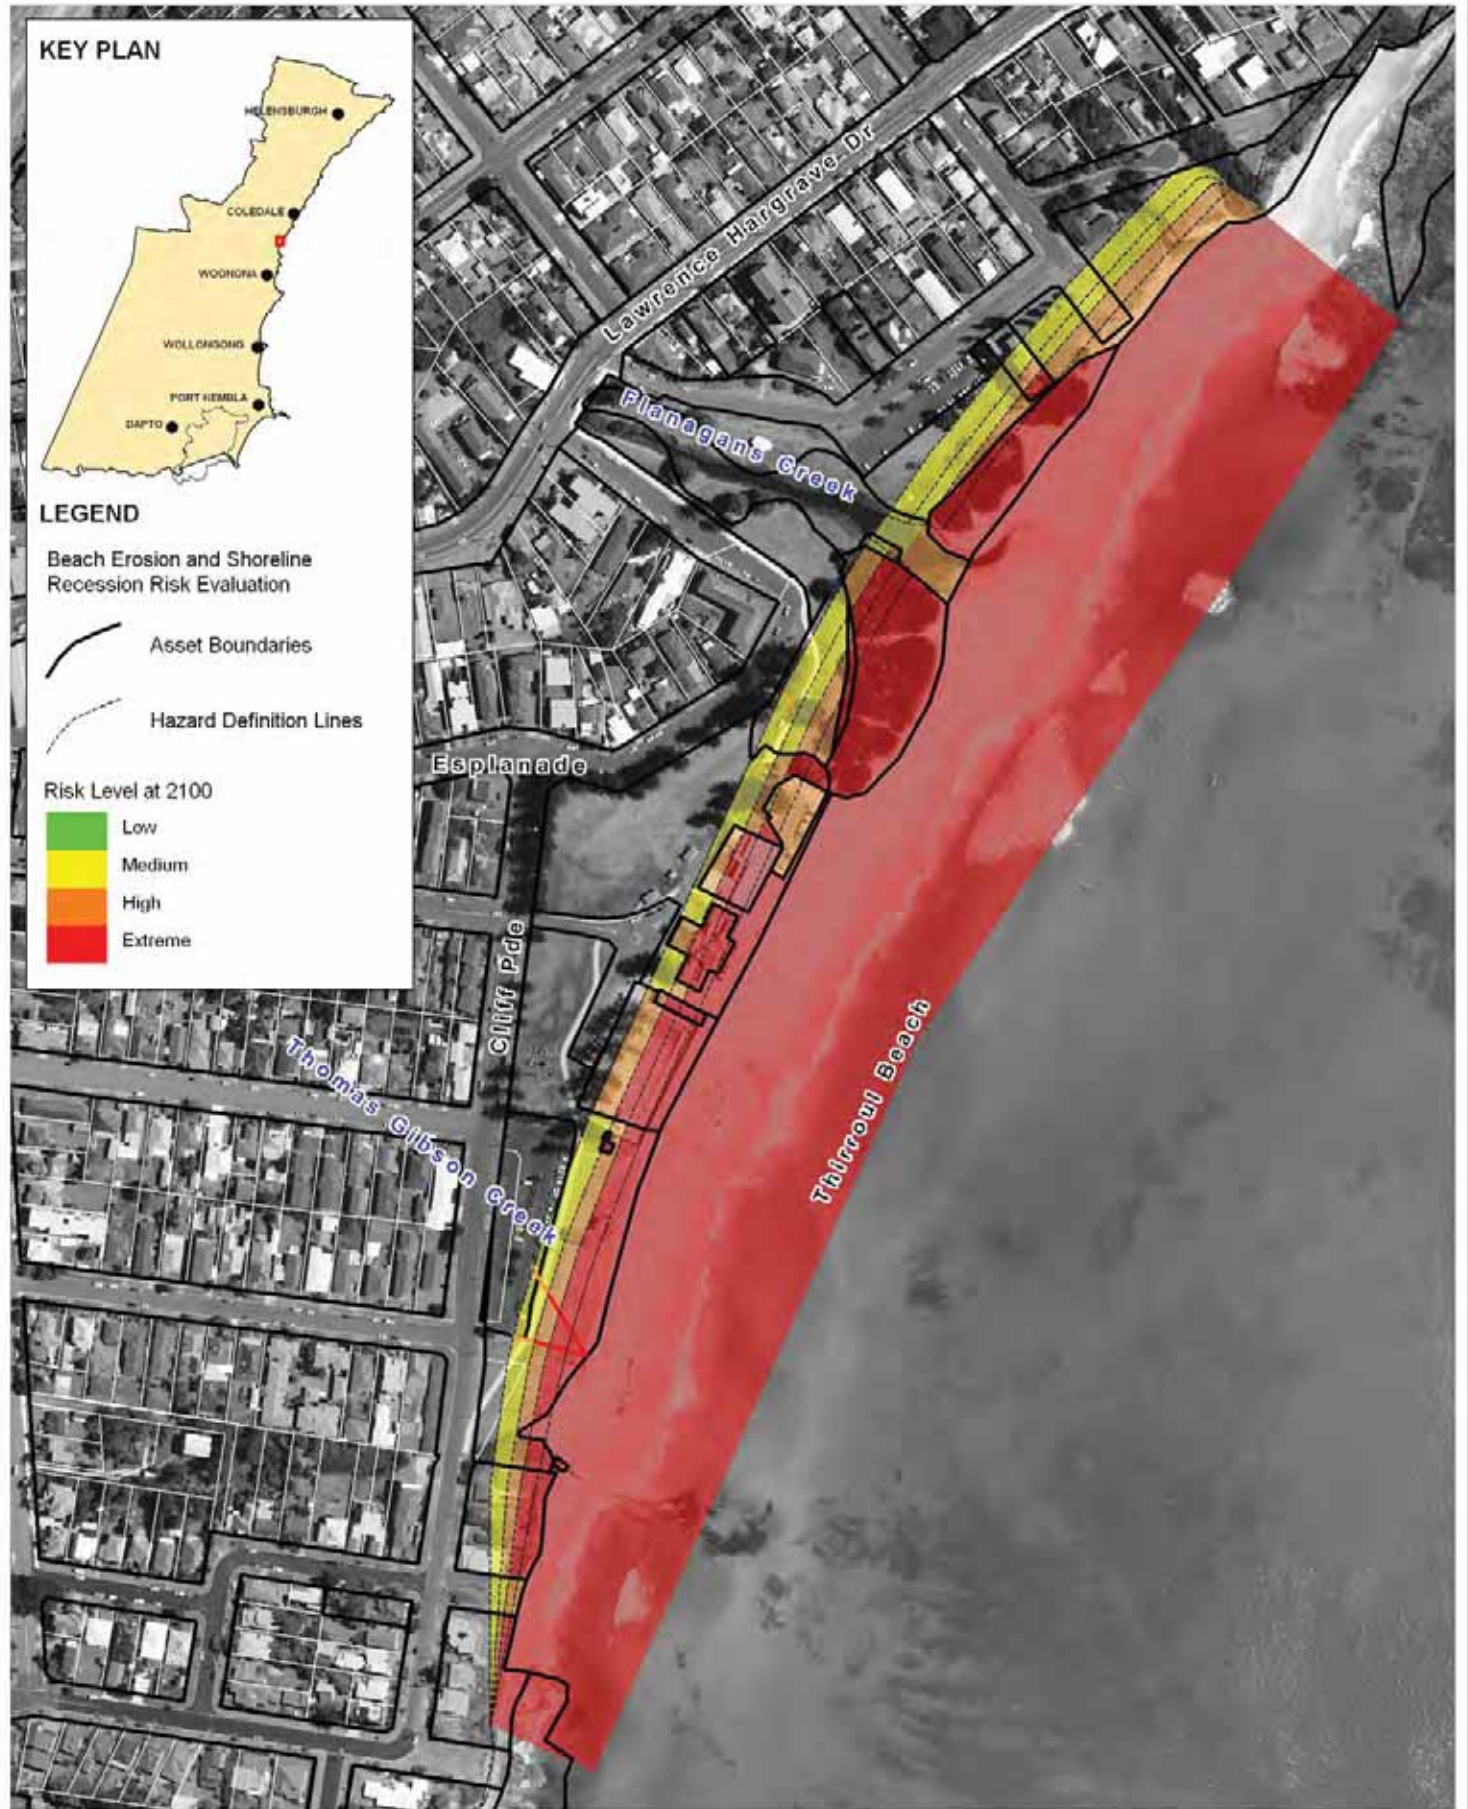 KEY PLAN
HELENSBURGH
COLEDALE
WOONONA
WOLLONGONG
PORT KEMBLA
DAPTO
LEGEND
Beach Erosion and Shoreline
Recession Risk Evaluation
Asset Boundaries
Hazard Definition Lines
Risk Level at 2100
Low
Medium
High
Extreme
Lawrence Hargrave Dr
Flanagans Creek
Esplanade
Cliff Pde
Thomas Gibson Creek
Thirroul Beach